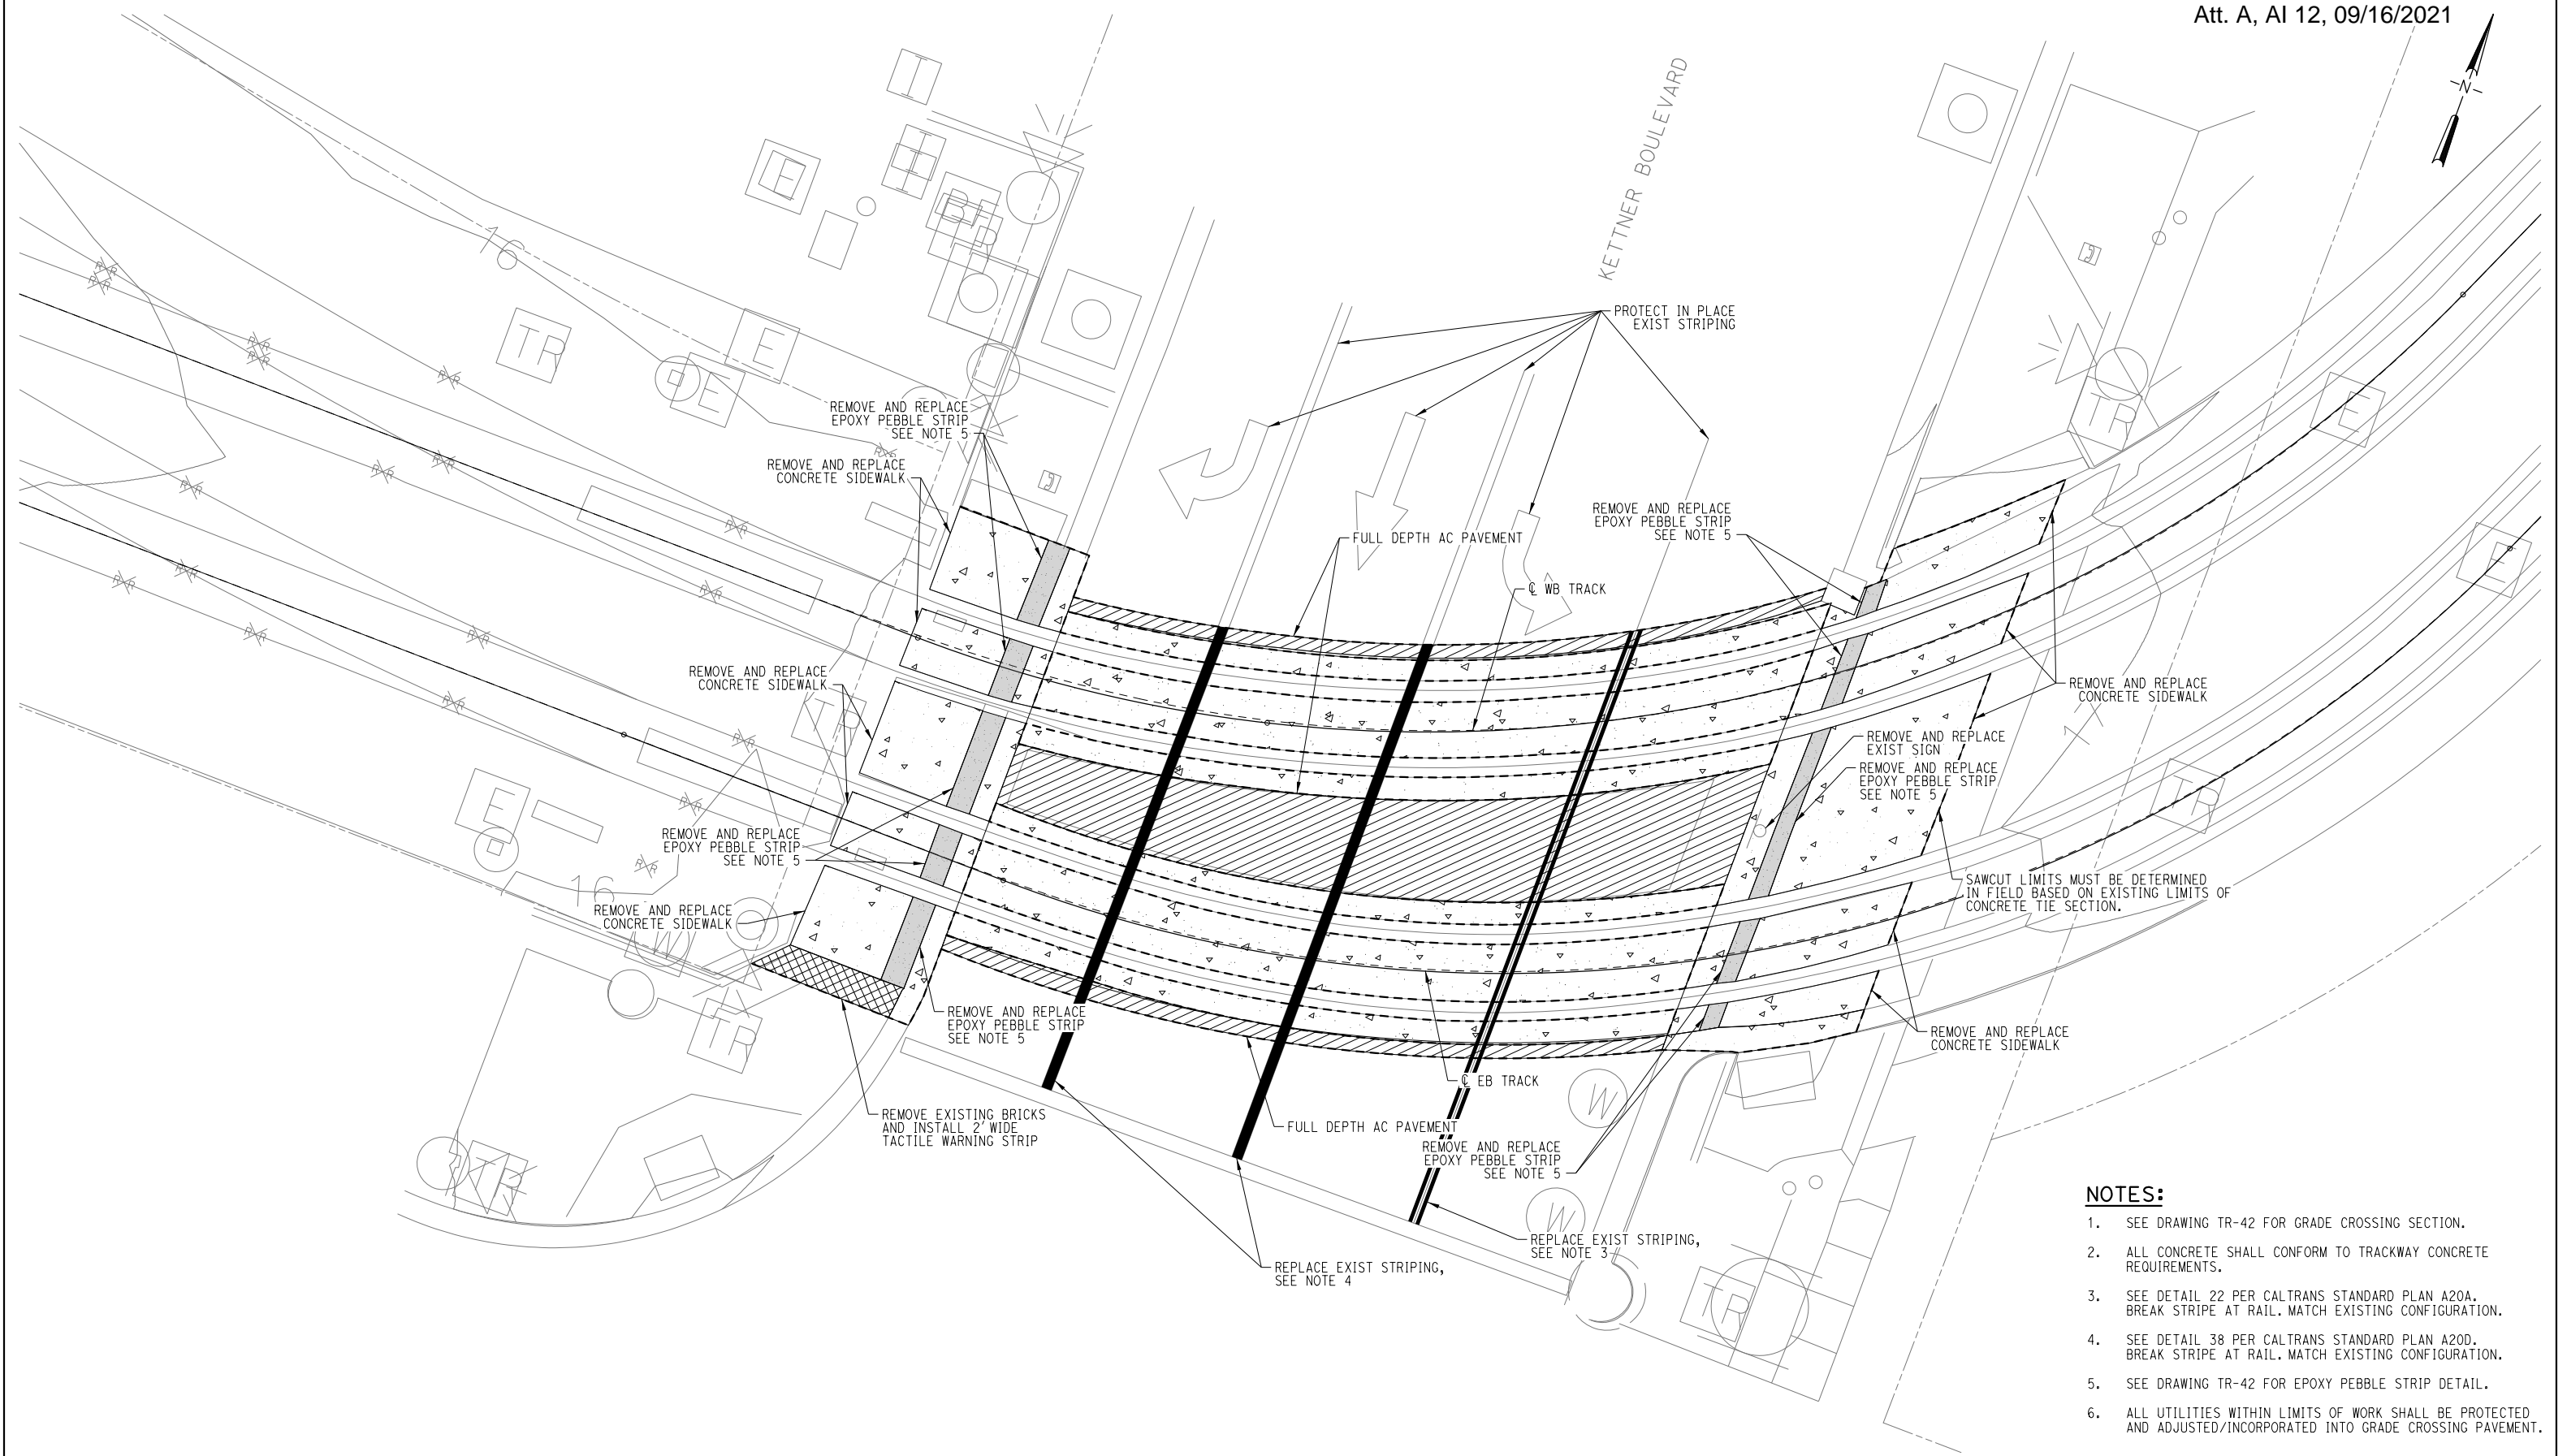 Att. A, AI 12, 09/16/2021
-N-
KETTNER BOULEVARD
I
E
I
I
BP
P
16
TR
E
E
PROTECT IN PLACE
EXIST STRIPING
TR
E
REMOVE AND REPLACE
EPOXY PEBBLE STRIP
SEE NOTE 5
REMOVE AND REPLACE
CONCRETE SIDEWALK
REMOVE AND REPLACE
EPOXY PEBBLE STRIP
SEE NOTE 5
FULL DEPTH AC PAVEMENT
℄ WB TRACK
REMOVE AND REPLACE
CONCRETE SIDEWALK
REMOVE AND REPLACE
CONCRETE SIDEWALK
TR
REMOVE AND REPLACE
EXIST SIGN
REMOVE AND REPLACE
EPOXY PEBBLE STRIP
SEE NOTE 5
TR
E
REMOVE AND REPLACE
EPOXY PEBBLE STRIP
SEE NOTE 5
SAWCUT LIMITS MUST BE DETERMINED
IN FIELD BASED ON EXISTING LIMITS OF
CONCRETE TIE SECTION.
16
REMOVE AND REPLACE
CONCRETE SIDEWALK
W
TR
REMOVE AND REPLACE
EPOXY PEBBLE STRIP
SEE NOTE 5
REMOVE AND REPLACE
CONCRETE SIDEWALK
℄ EB TRACK
W
REMOVE EXISTING BRICKS
AND INSTALL 2' WIDE
TACTILE WARNING STRIP
FULL DEPTH AC PAVEMENT
REMOVE AND REPLACE
EPOXY PEBBLE STRIP
SEE NOTE 5
TR
W
REPLACE EXIST STRIPING,
SEE NOTE 3
REPLACE EXIST STRIPING,
SEE NOTE 4
TR
NOTES:
1. SEE DRAWING TR-42 FOR GRADE CROSSING SECTION.
2. ALL CONCRETE SHALL CONFORM TO TRACKWAY CONCRETE
REQUIREMENTS.
3. SEE DETAIL 22 PER CALTRANS STANDARD PLAN A20A.
BREAK STRIPE AT RAIL. MATCH EXISTING CONFIGURATION.
4. SEE DETAIL 38 PER CALTRANS STANDARD PLAN A20D.
BREAK STRIPE AT RAIL. MATCH EXISTING CONFIGURATION.
5. SEE DRAWING TR-42 FOR EPOXY PEBBLE STRIP DETAIL.
6. ALL UTILITIES WITHIN LIMITS OF WORK SHALL BE PROTECTED
AND ADJUSTED/INCORPORATED INTO GRADE CROSSING PAVEMENT.